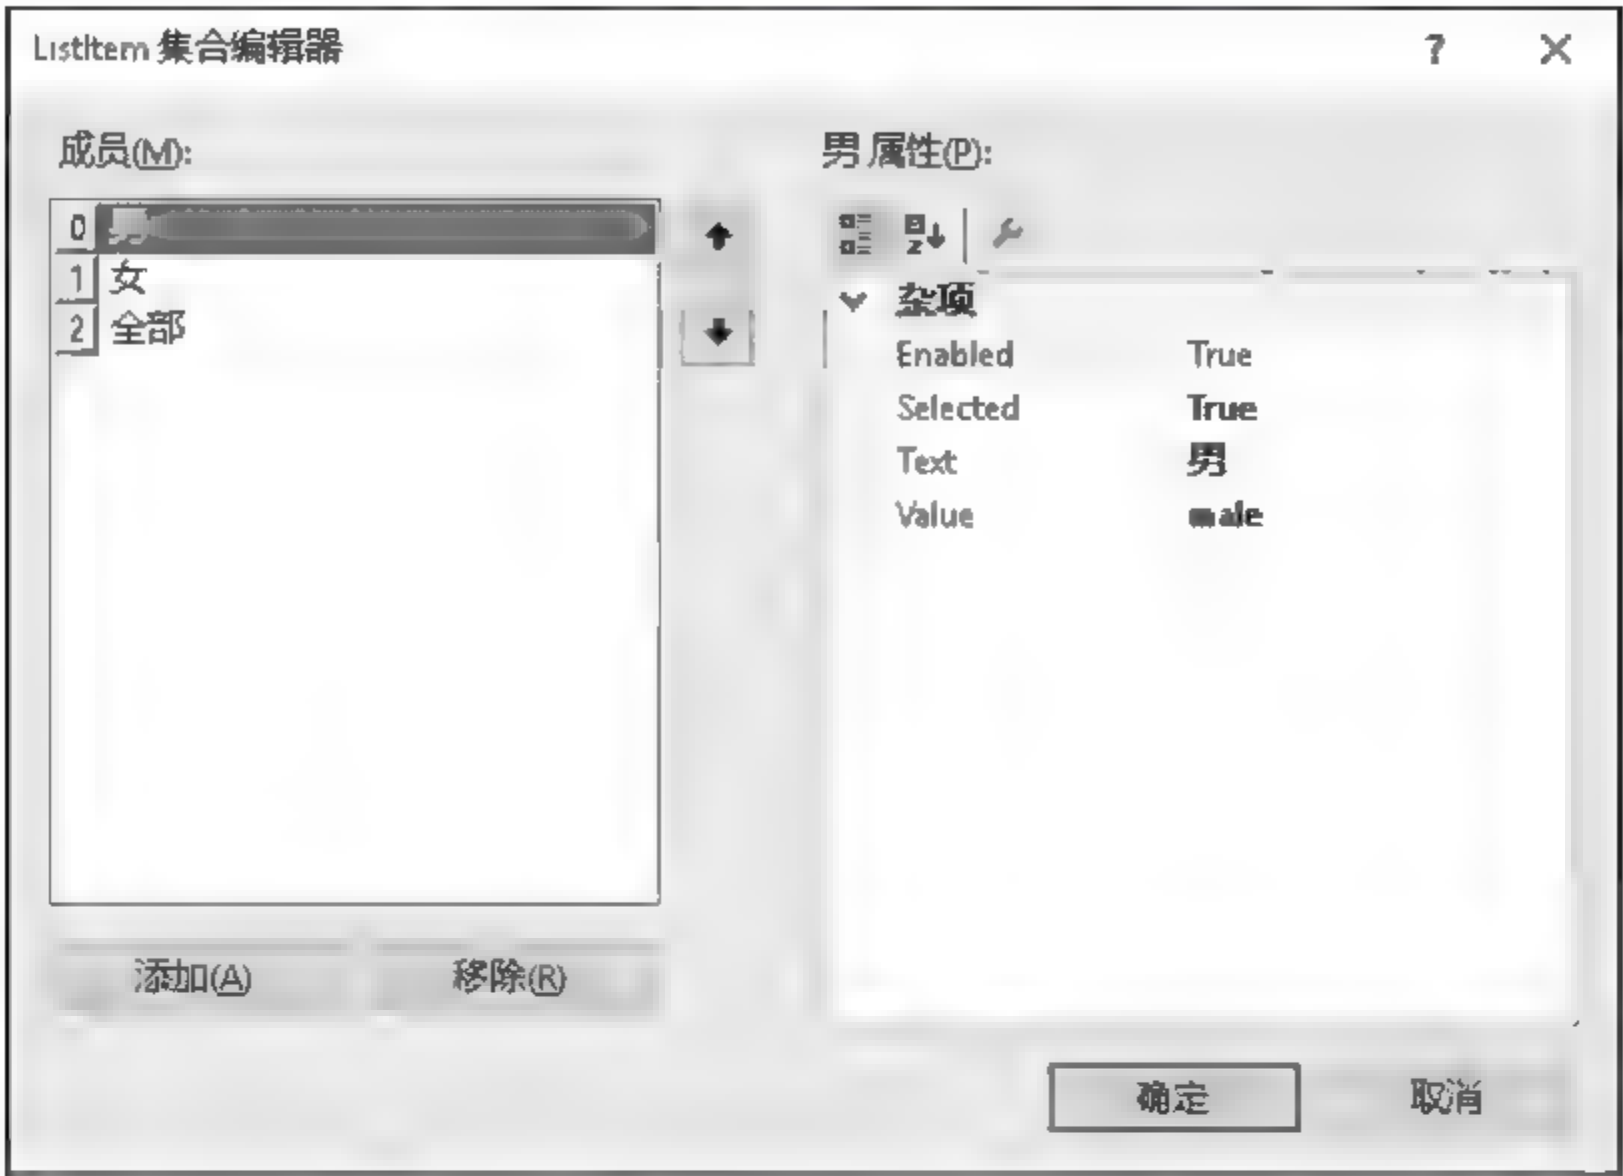 ListItem 集合编辑器
? ×
成员(M):
0 男
1 女
2 全部
添加(A) 移除(R)
男 属性(P):
杂项
Enabled True
Selected True
Text 男
Value male
确定 取消